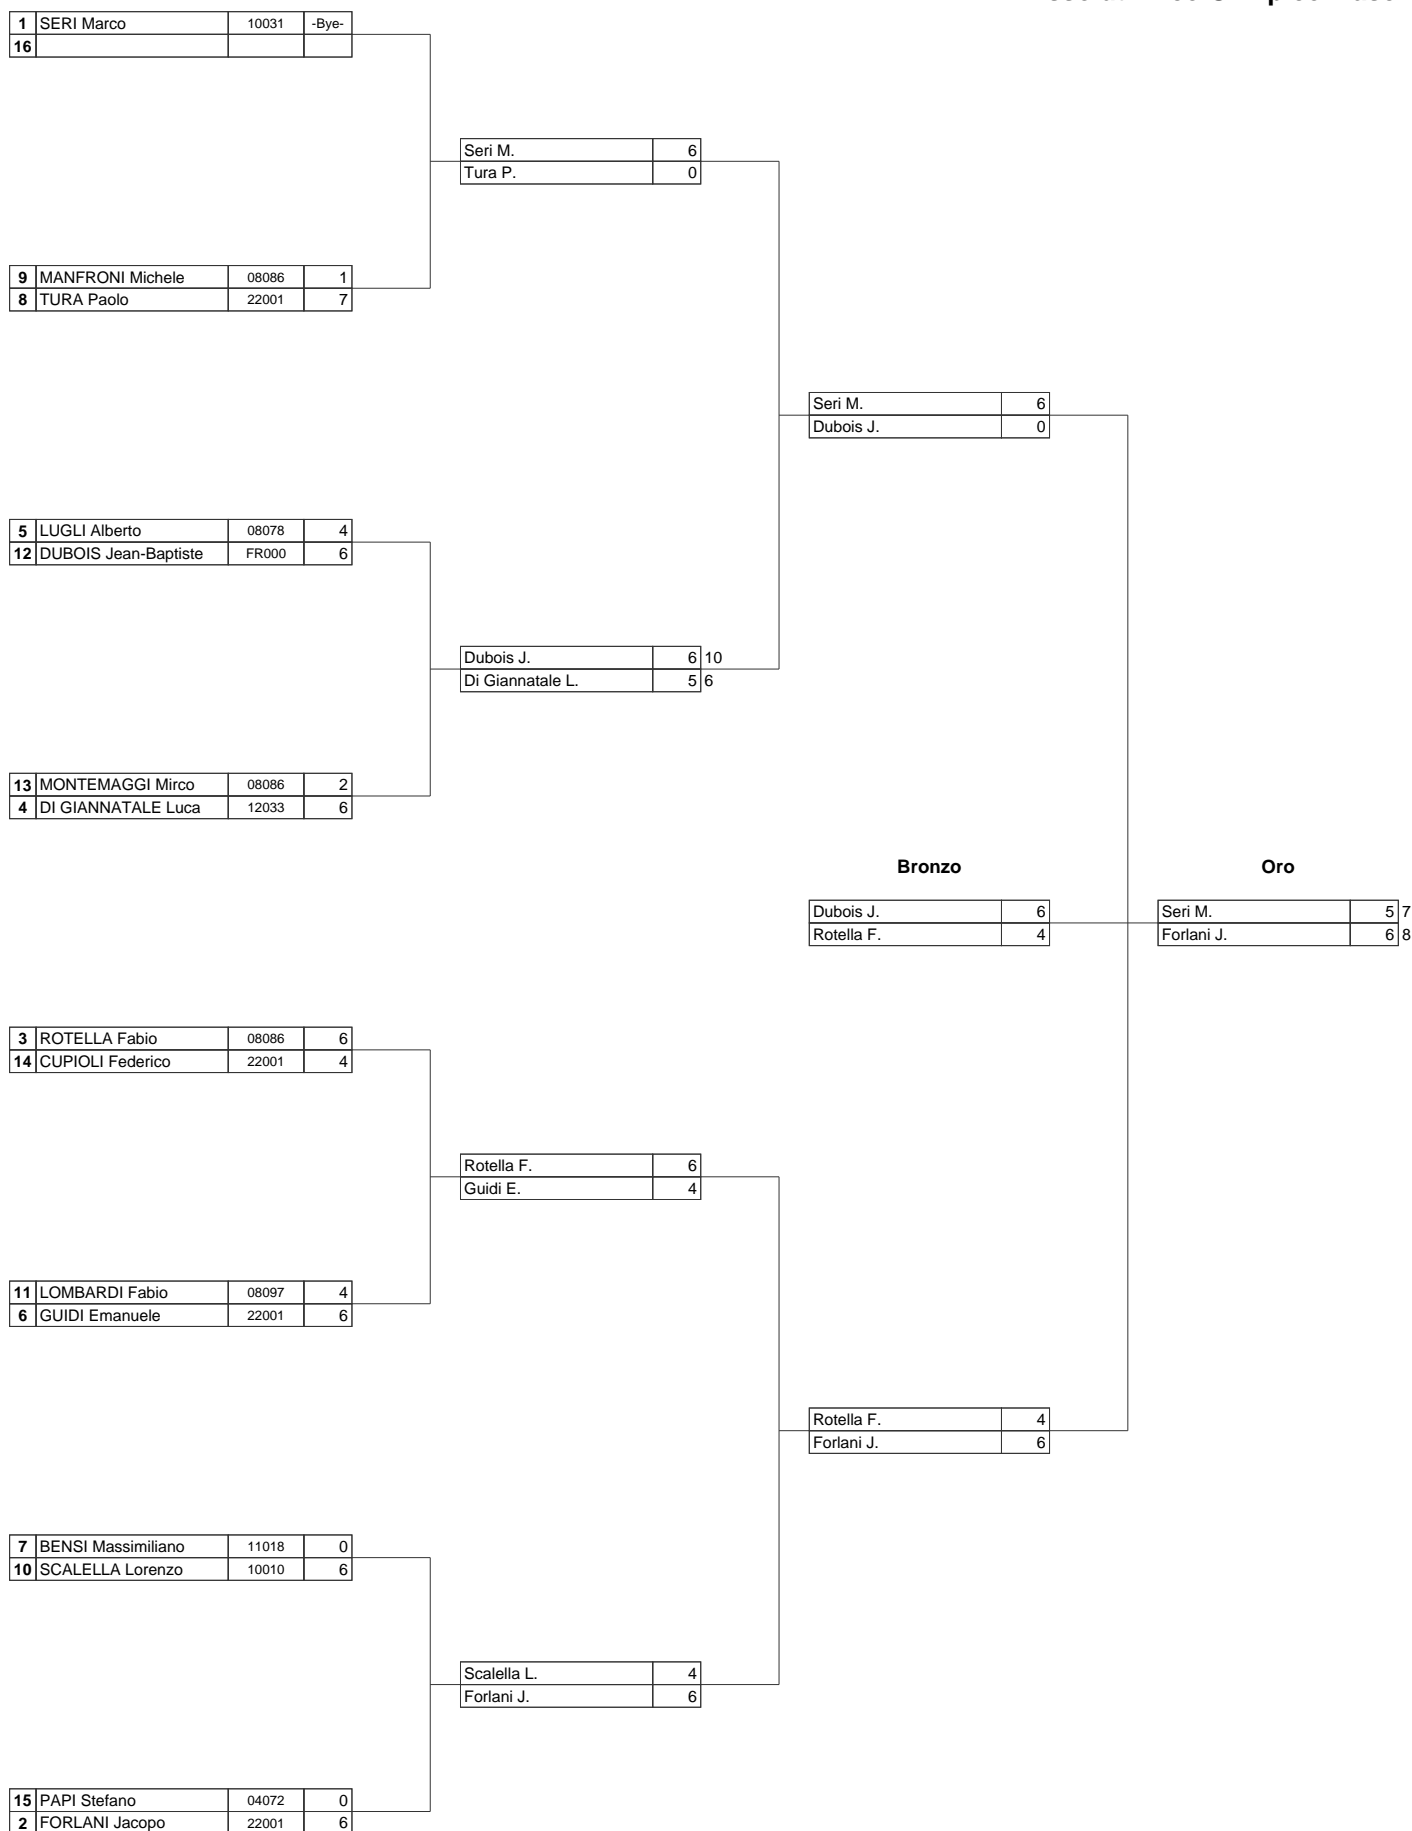 1 SERI Marco 10031 -Bye-
16
Seri M. 6
Tura P. 0
9 MANFRONI Michele 08086 1
8 TURA Paolo 22001 7
Seri M. 6
Dubois J. 0
5 LUGLI Alberto 08078 4
12 DUBOIS Jean-Baptiste FR000 6
Dubois J. 6 10
Di Giannatale L. 5 6
13 MONTEMAGGI Mirco 08086 2
4 DI GIANNATALE Luca 12033 6
Bronzo Oro
Dubois J. 6 Seri M. 5 7
Rotella F. 4 Forlani J. 6 8
3 ROTELLA Fabio 08086 6
14 CUPIOLI Federico 22001 4
Rotella F. 6
Guidi E. 4
11 LOMBARDI Fabio 08097 4
6 GUIDI Emanuele 22001 6
Rotella F. 4
Forlani J. 6
7 BENSI Massimiliano 11018 0
10 SCALELLA Lorenzo 10010 6
Scalella L. 4
Forlani J. 6
15 PAPI Stefano 04072 0
2 FORLANI Jacopo 22001 6